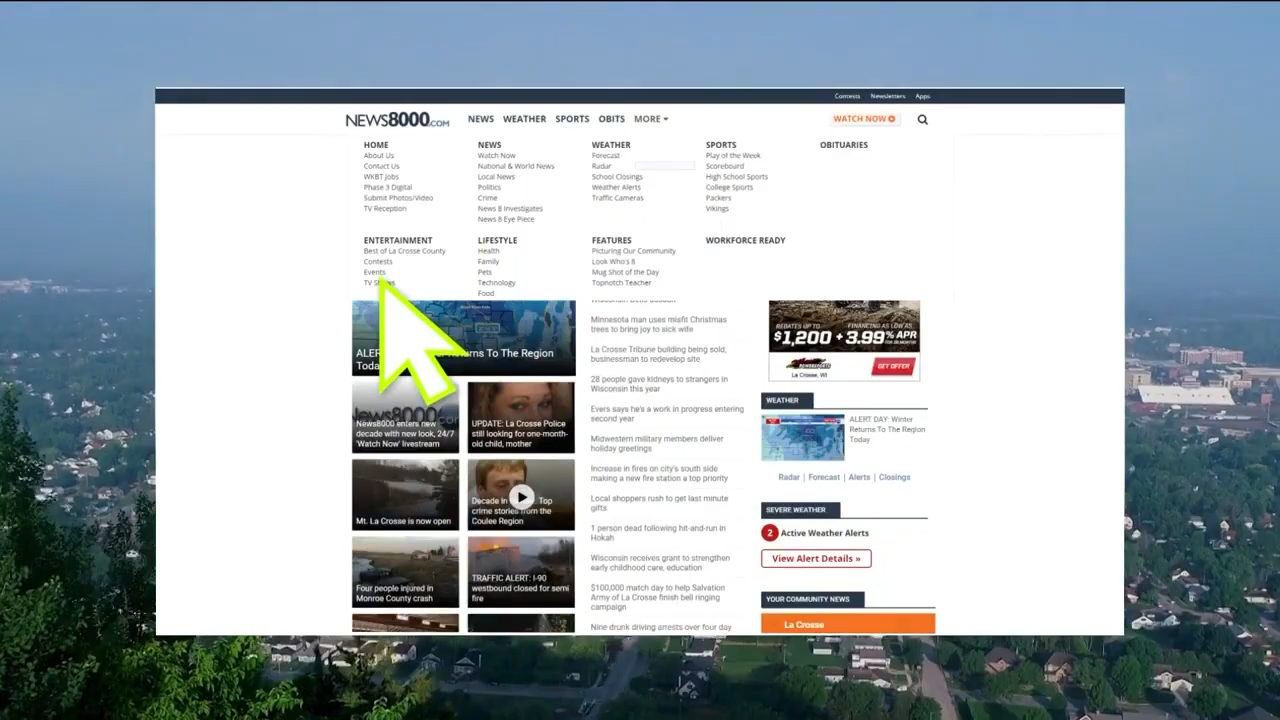 Contests Newsletters Apps
NEWS8000.COM NEWS WEATHER SPORTS OBITS MORE WATCH NOW
HOME
About Us
Contact Us
WKBT Jobs
Phase 3 Digital
Submit Photos/Video
TV Reception
NEWS
Watch Now
National & World News
Local News
Politics
Crime
News 8 Investigates
News 8 Eye Piece
WEATHER
Forecast
Radar
School Closings
Weather Alerts
Traffic Cameras
SPORTS
Play of the Week
Scoreboard
High School Sports
College Sports
Packers
Vikings
OBITUARIES
ENTERTAINMENT
Best of La Crosse County
Contests
Events
TV
LIFESTYLE
Health
Family
Pets
Technology
Food
FEATURES
Picturing Our Community
Look Who's 8
Mug Shot of the Day
Topnotch Teacher
WORKFORCE READY
To The Region
News8000 enters new
decade with new look, 24/7
'Watch Now' livestream
UPDATE: La Crosse Police
still looking for one-month-
old child, mother
Mt. La Crosse is now open
Decade in Top
crime stories from the
Coulee Region
Four people injured in
Monroe County crash
TRAFFIC ALERT: I-90
westbound closed for semi
fire
Minnesota man uses misfit Christmas
trees to bring joy to sick wife
La Crosse Tribune building being sold,
businessman to redevelop site
28 people gave kidneys to strangers in
Wisconsin this year
Evers says he's a work in progress entering
second year
Midwestern military members deliver
holiday greetings
Increase in fires on city's south side
making a new fire station a top priority
Local shoppers rush to get last minute
gifts
1 person dead following hit-and-run in
Hokah
Wisconsin receives grant to strengthen
early childhood care, education
$100,000 match day to help Salvation
Army of La Crosse finish bell ringing
campaign
Nine drunk driving arrests over four day
REBATES UP TO
$1,200
FINANCING AS LOW AS
+ 3.99% APR
FOR 36 MONTHS
La Crosse, WI
GET OFFER
WEATHER
ALERT DAY: Winter
Returns To The Region
Today
Radar | Forecast | Alerts | Closings
SEVERE WEATHER
2 Active Weather Alerts
View Alert Details »
YOUR COMMUNITY NEWS
La Crosse